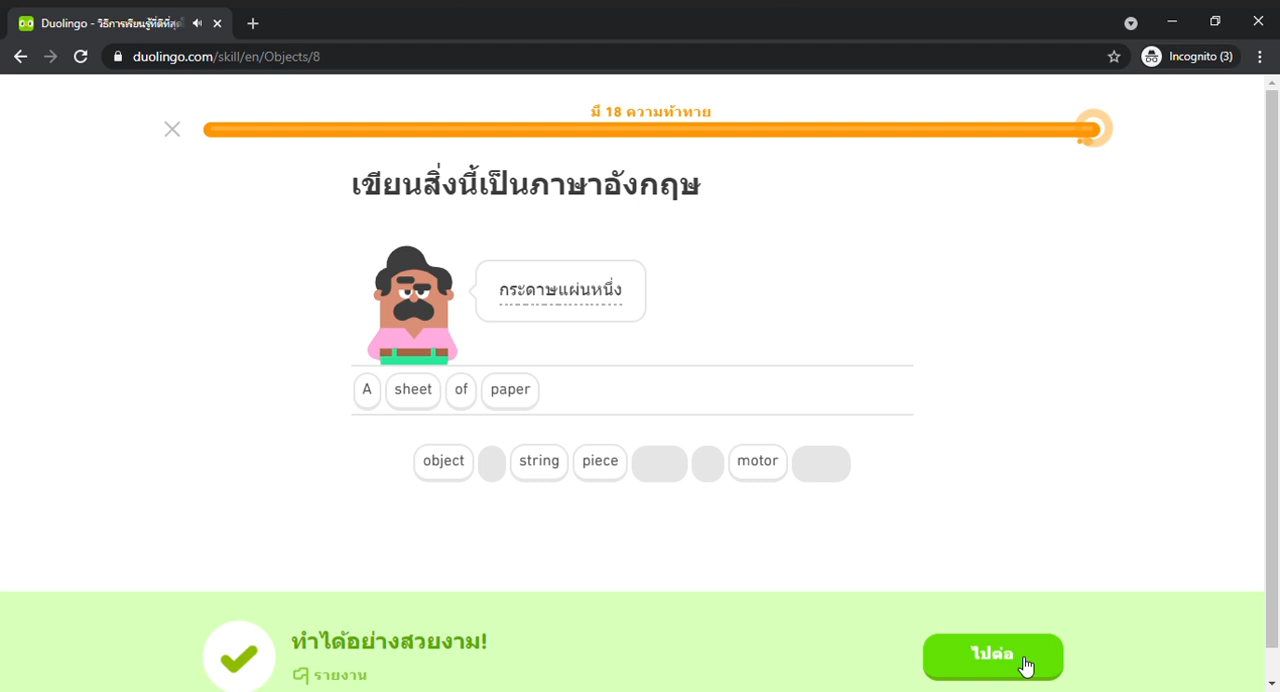 Duolingo - วิธีการเรียนรู้ที่ดีที่สุด
duolingo.com/skill/en/Objects/8
Incognito (3)
มี 18 ความท้าทาย
เขียนสิ่งนี้เป็นภาษาอังกฤษ
กระดาษแผ่นหนึ่ง
A sheet of paper
object string piece motor
ทำได้อย่างสวยงาม!
รายงาน
ไปต่อ